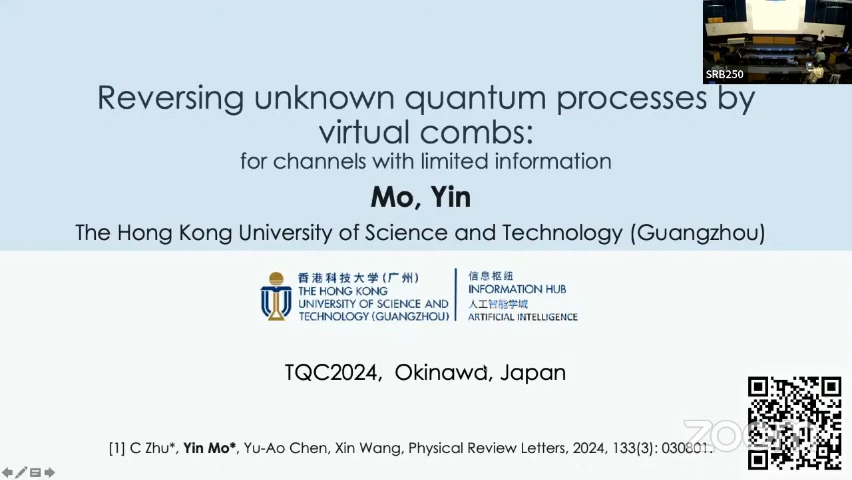 SRB250
Reversing unknown quantum processes by
virtual combs:
for channels with limited information
Mo, Yin
The Hong Kong University of Science and Technology (Guangzhou)
香港科技大学(广州)
THE HONG KONG
UNIVERSITY OF SCIENCE AND
TECHNOLOGY (GUANGZHOU)
信息枢纽
INFORMATION HUB
人工智能学域
ARTIFICIAL INTELLIGENCE
TQC2024, Okinawa, Japan
[1] C Zhu*, Yin Mo*, Yu-Ao Chen, Xin Wang, Physical Review Letters, 2024, 133(3): 030801.
zoom